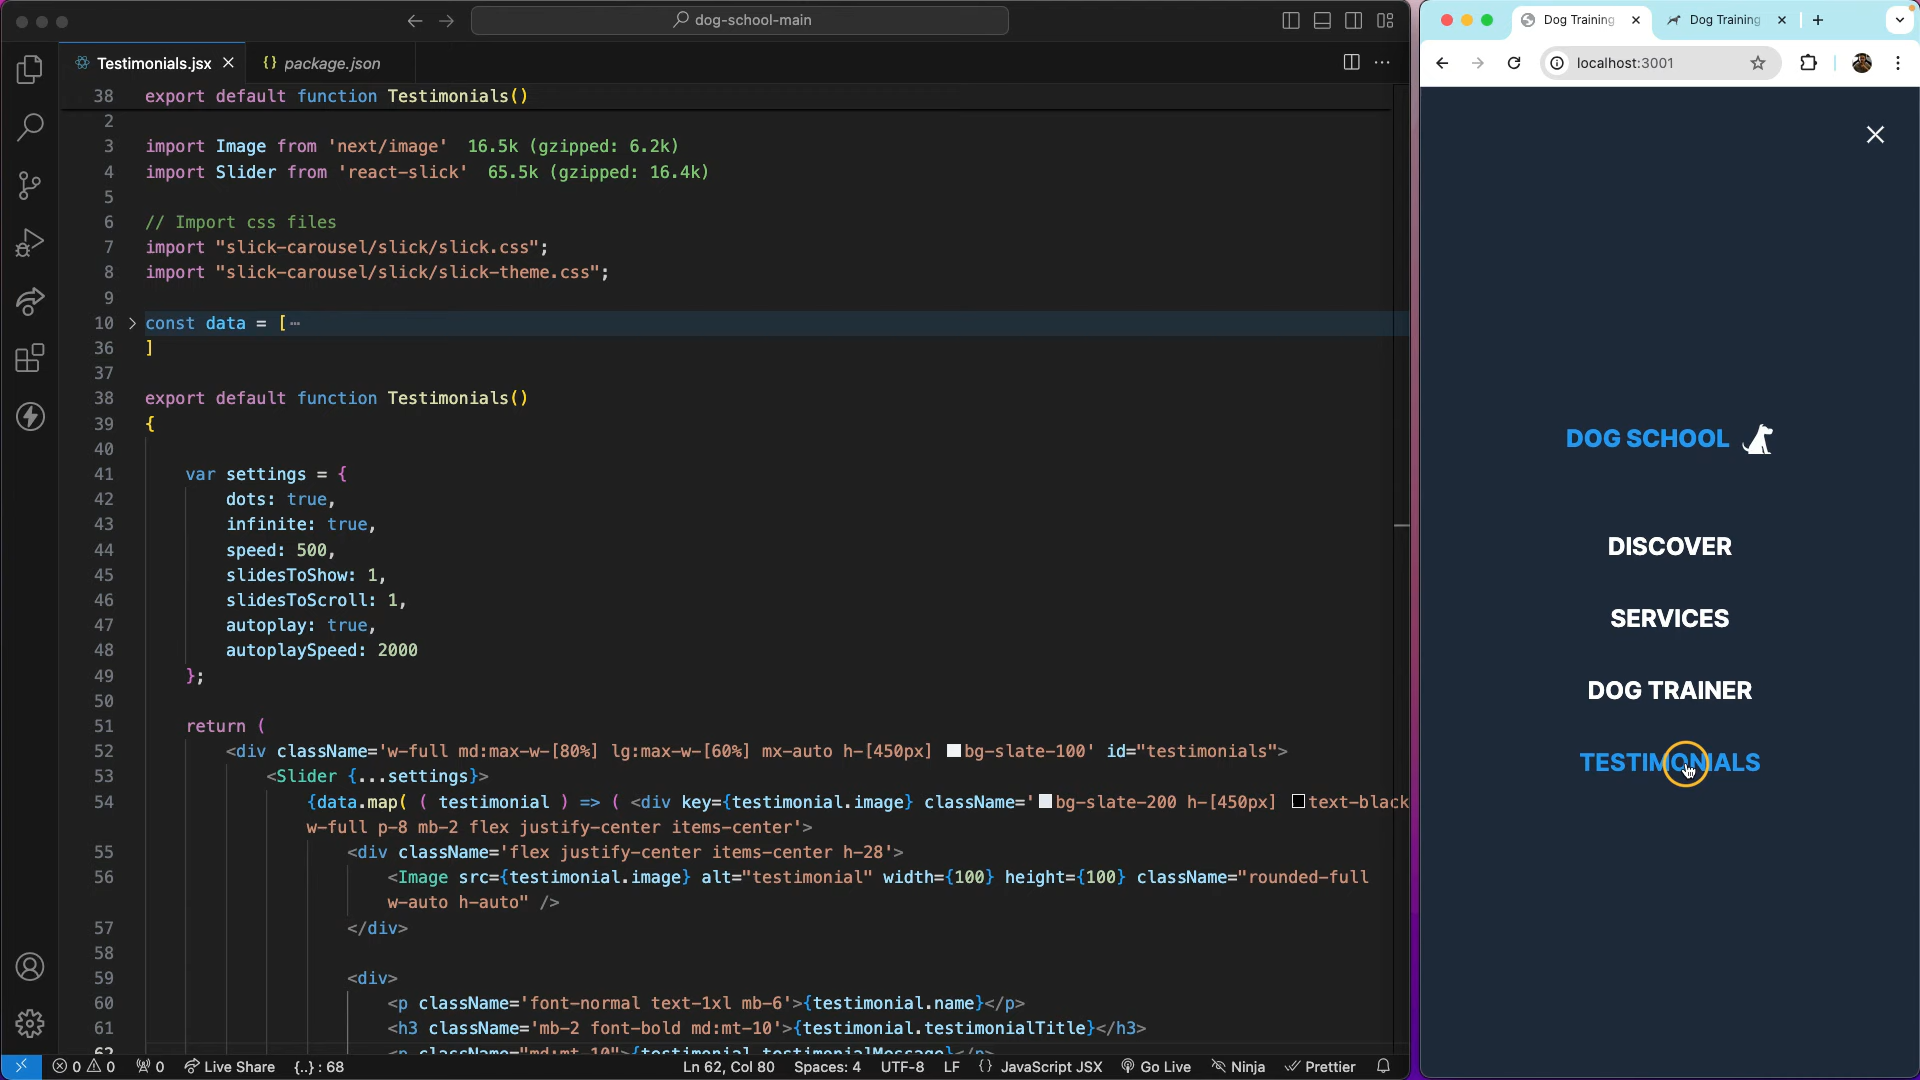 dog-school-main
Testimonials.jsx
{} package.json
38 export default function Testimonials()
2
3 import Image from 'next/image' 16.5k (gzipped: 6.2k)
4 import Slider from 'react-slick' 65.5k (gzipped: 16.4k)
5
6 // Import css files
7 import "slick-carousel/slick/slick.css";
8 import "slick-carousel/slick/slick-theme.css";
9
10 const data = [ ⋯
36 ]
37
38 export default function Testimonials()
39 {
40
41 var settings = {
42 dots: true,
43 infinite: true,
44 speed: 500,
45 slidesToShow: 1,
46 slidesToScroll: 1,
47 autoplay: true,
48 autoplaySpeed: 2000
49 };
50
51 return (
52 <div className='w-full md:max-w-[80%] lg:max-w-[60%] mx-auto h-[450px] bg-slate-100' id="testimonials">
53 <Slider {...settings}>
54 {data.map( ( testimonial ) => ( <div key={testimonial.image} className='bg-slate-200 h-[450px] text-black
w-full p-8 mb-2 flex justify-center items-center'>
55 <div className='flex justify-center items-center h-28'>
56 <Image src={testimonial.image} alt="testimonial" width={100} height={100} className="rounded-full
w-auto h-auto" />
57 </div>
58
59 <div>
60 <p className='font-normal text-1xl mb-6'>{testimonial.name}</p>
61 <h3 className='mb-2 font-bold md:mt-10'>{testimonial.testimonialTitle}</h3>
62 <p className="md:mt-10">{testimonial.testimonialMessage}</p>
0 0 0 Live Share {..} : 68 Ln 62, Col 80 Spaces: 4 UTF-8 LF {} JavaScript JSX Go Live Ninja Prettier
Dog Training
Dog Training
localhost:3001
DOG SCHOOL
DISCOVER
SERVICES
DOG TRAINER
TESTIMONIALS